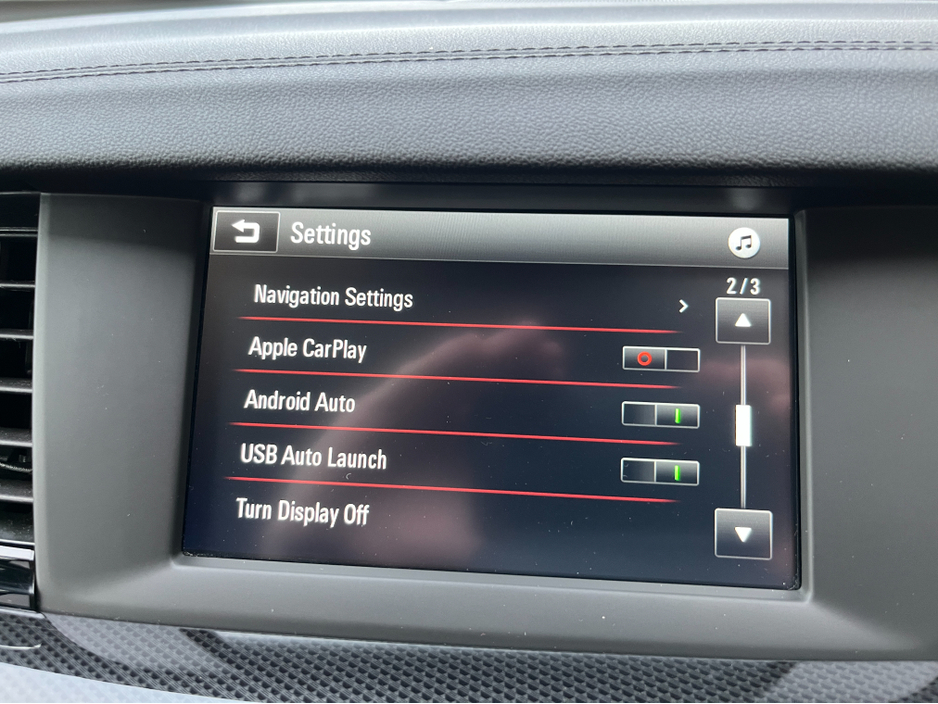 Settings
2/3
Navigation Settings
Apple CarPlay
Android Auto
USB Auto Launch
Turn Display Off